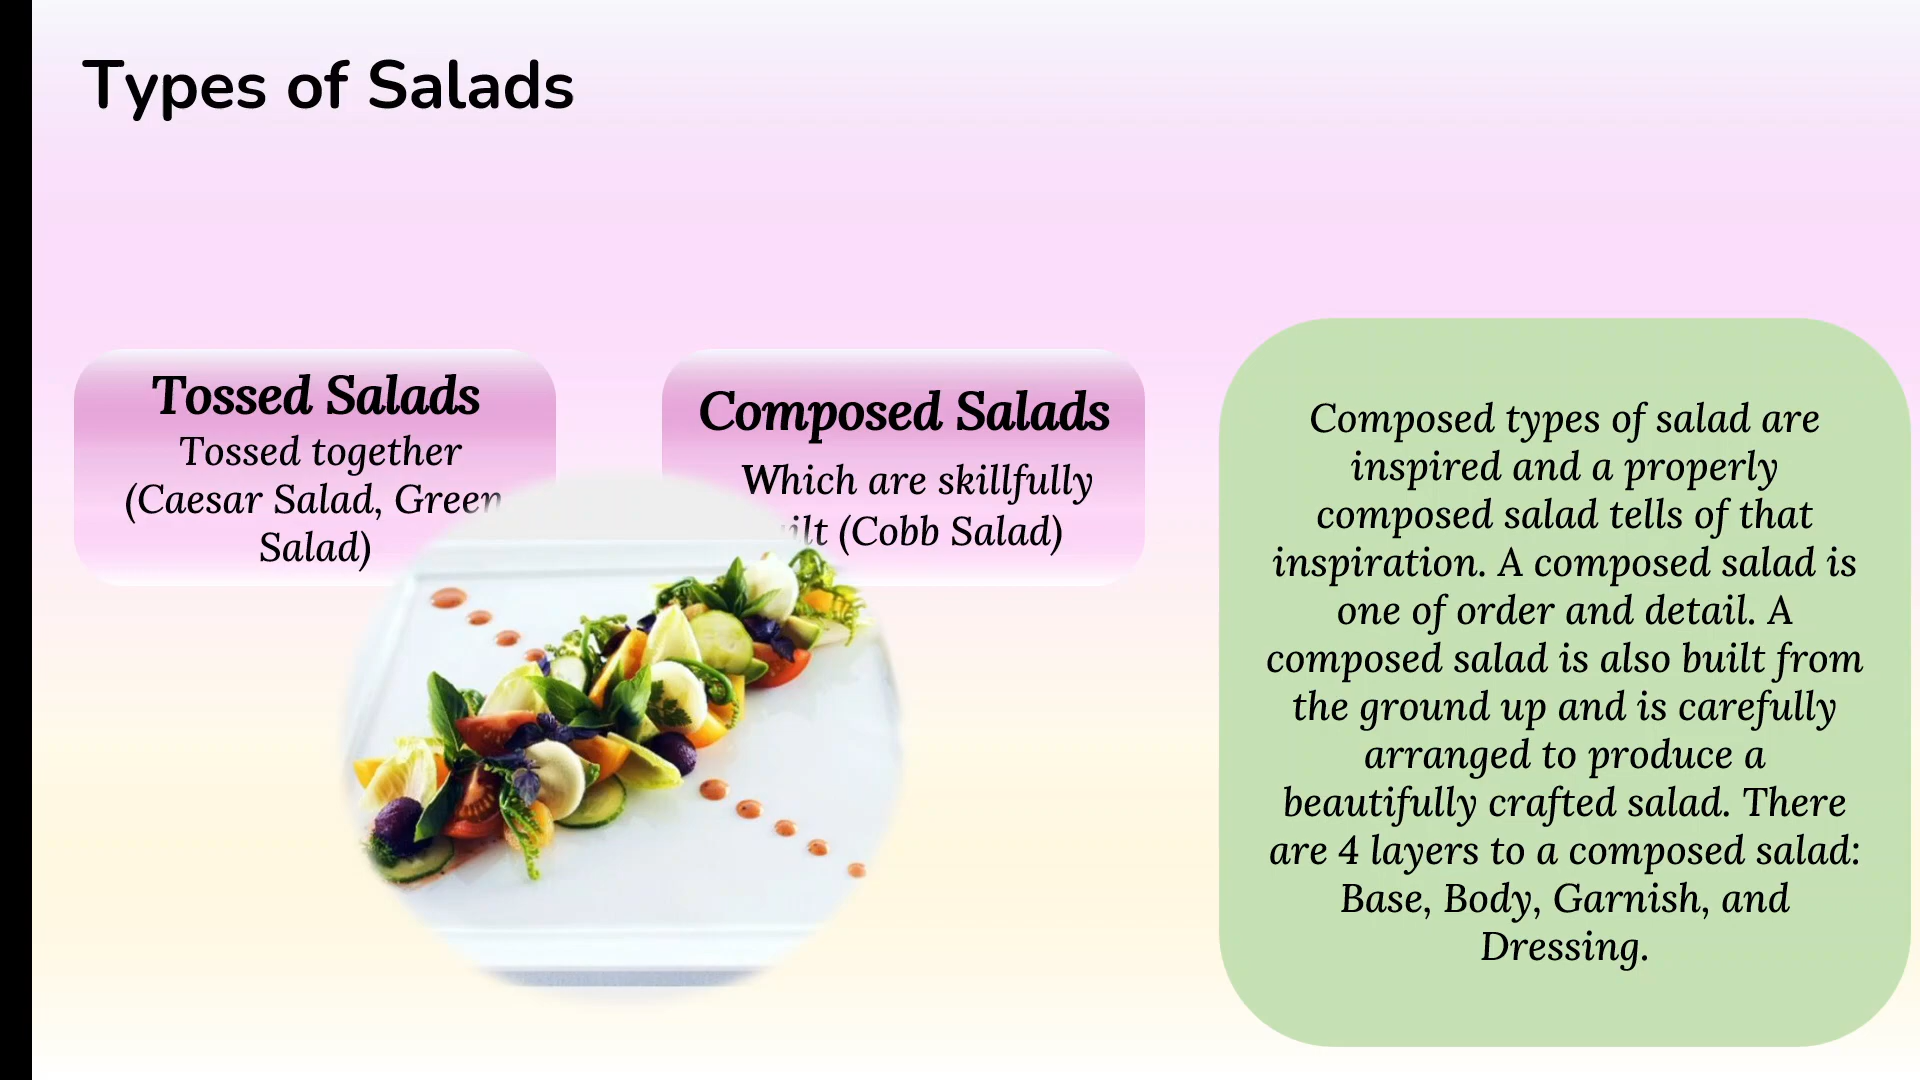 Types of Salads
Tossed Salads
Tossed together
(Caesar Salad, Green
Salad)
Composed Salads
Which are skillfully
(Cobb Salad)
Composed types of salad are
inspired and a properly
composed salad tells of that
inspiration. A composed salad is
one of order and detail. A
composed salad is also built from
the ground up and is carefully
arranged to produce a
beautifully crafted salad. There
are 4 layers to a composed salad:
Base, Body, Garnish, and
Dressing.